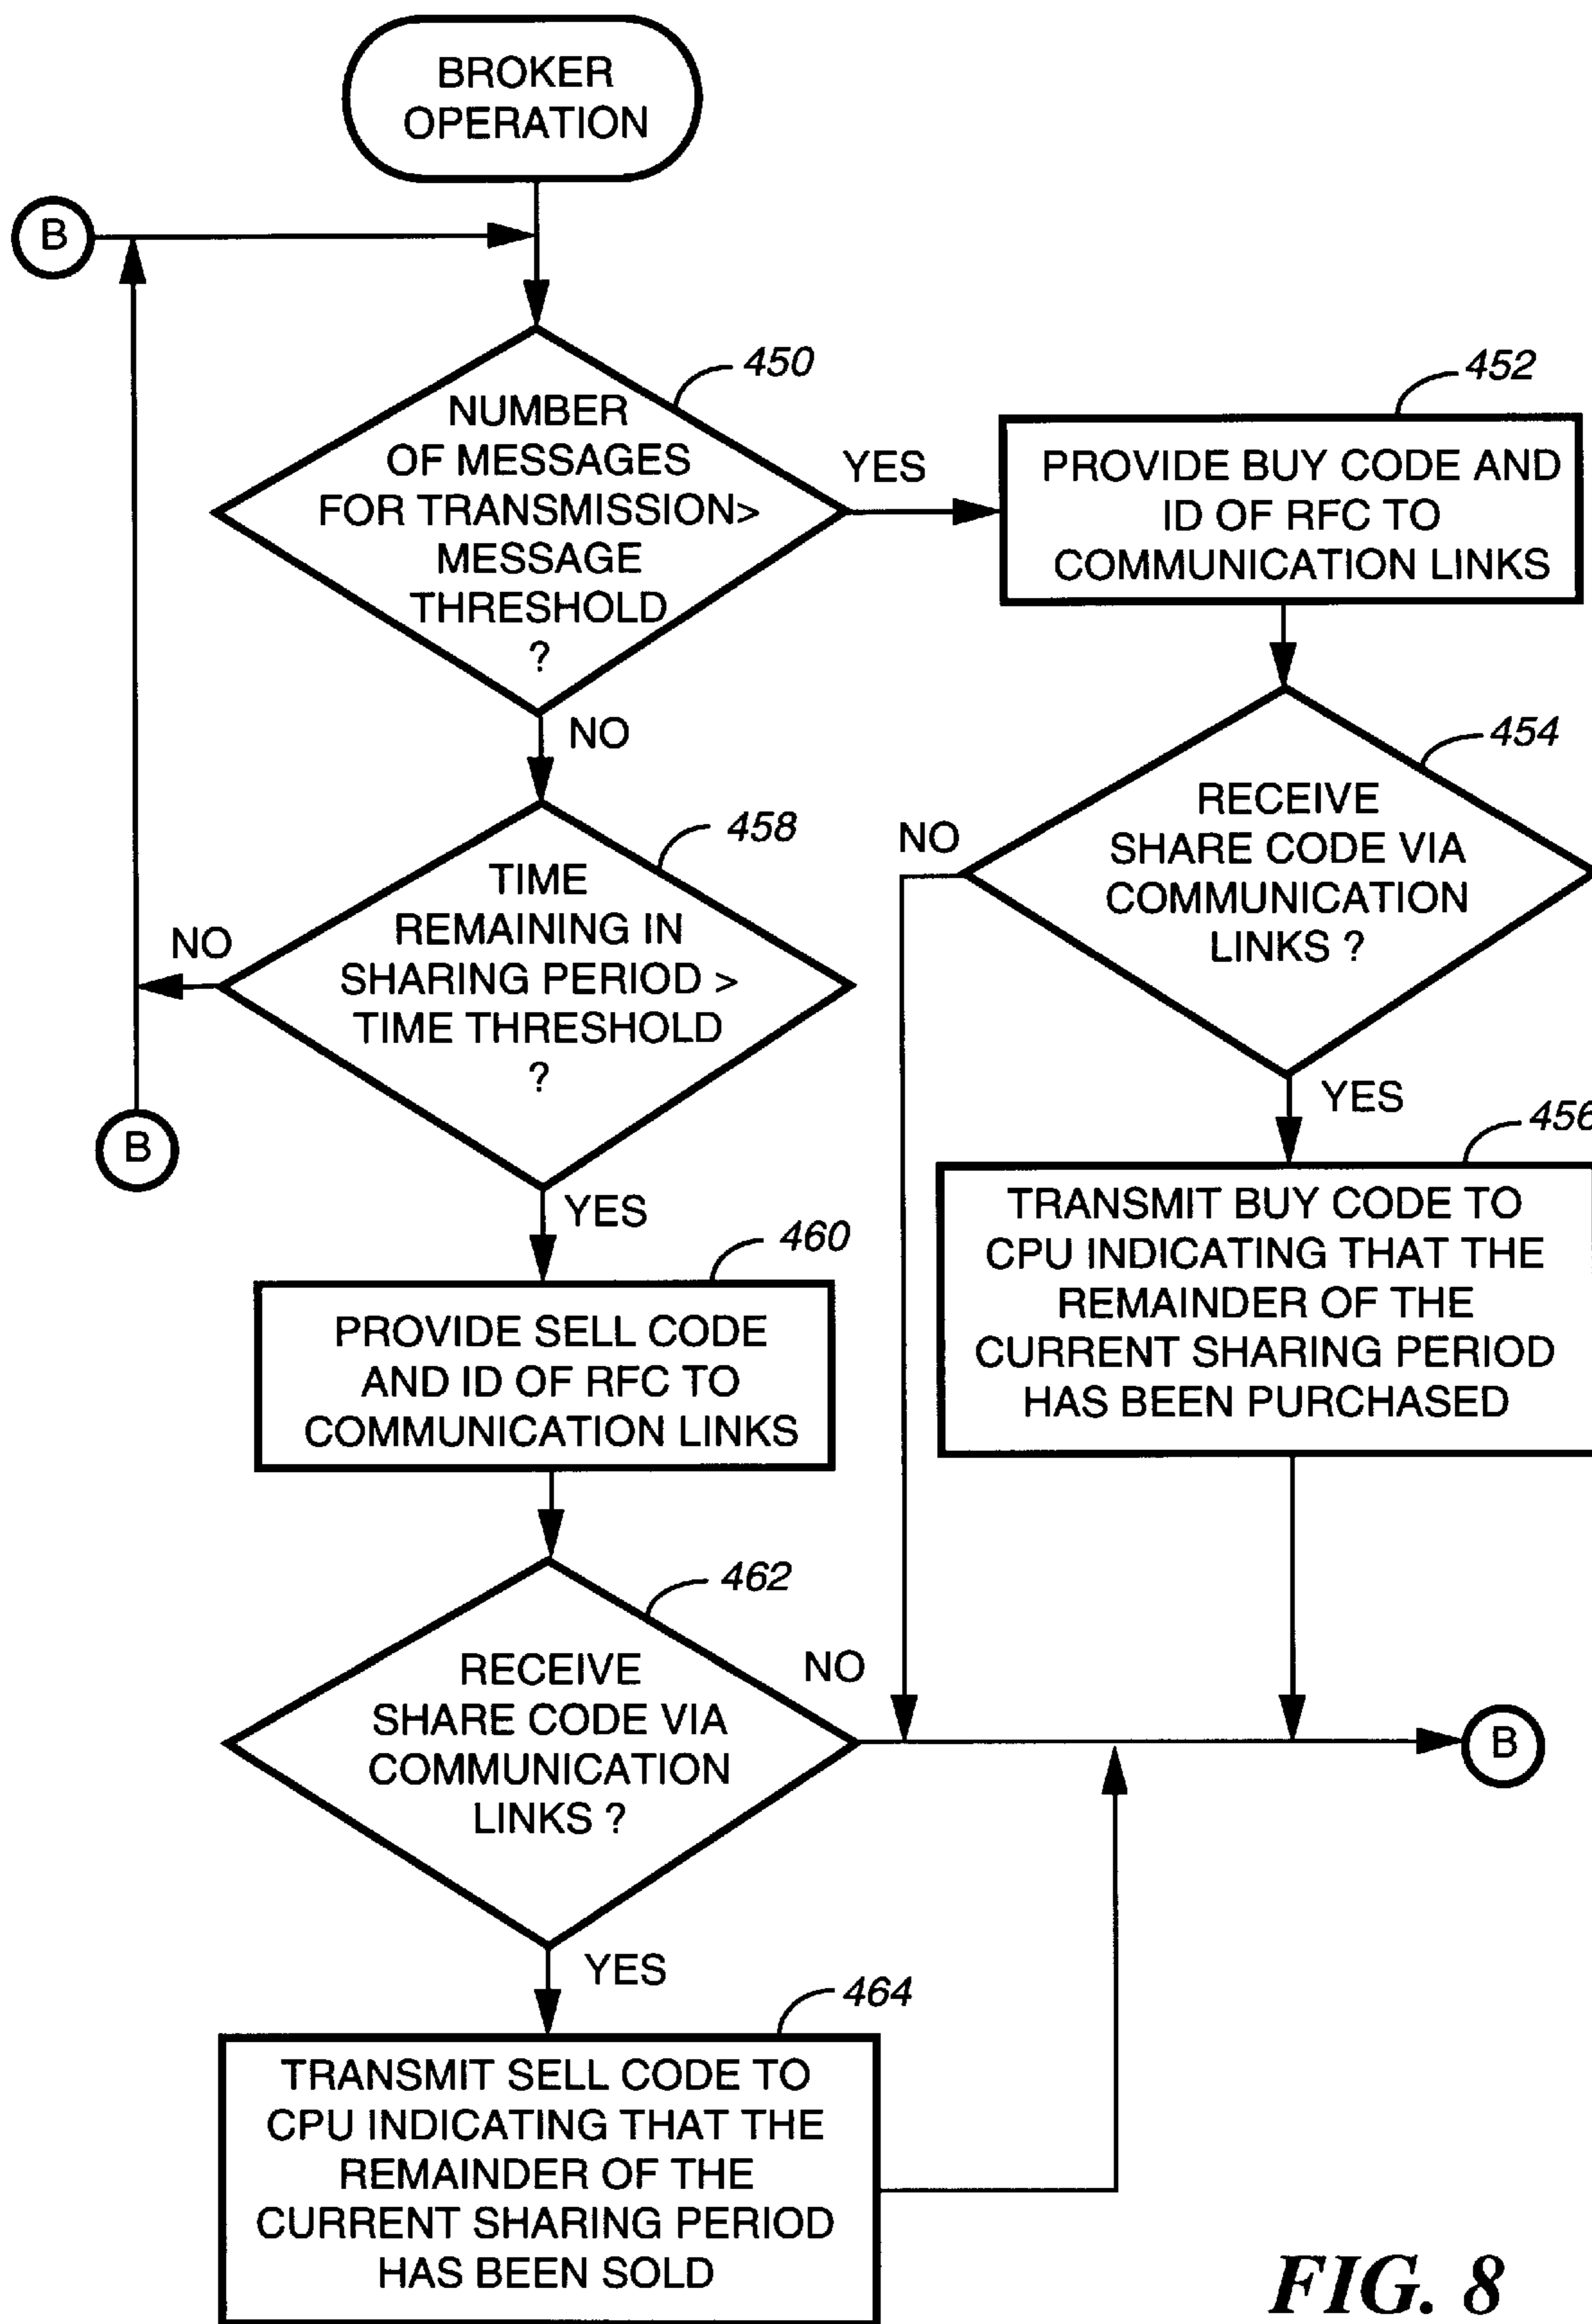 BROKER
OPERATION
B
450
NUMBER
OF MESSAGES
FOR TRANSMISSION>
MESSAGE
THRESHOLD
?
YES
452
PROVIDE BUY CODE AND
ID OF RFC TO
COMMUNICATION LINKS
NO
454
RECEIVE
SHARE CODE VIA
COMMUNICATION
LINKS ?
NO
458
TIME
REMAINING IN
SHARING PERIOD >
TIME THRESHOLD
?
NO
B
YES
456
TRANSMIT BUY CODE TO
CPU INDICATING THAT THE
REMAINDER OF THE
CURRENT SHARING PERIOD
HAS BEEN PURCHASED
YES
460
PROVIDE SELL CODE
AND ID OF RFC TO
COMMUNICATION LINKS
462
RECEIVE
SHARE CODE VIA
COMMUNICATION
LINKS ?
NO
B
YES
464
TRANSMIT SELL CODE TO
CPU INDICATING THAT THE
REMAINDER OF THE
CURRENT SHARING PERIOD
HAS BEEN SOLD
FIG. 8